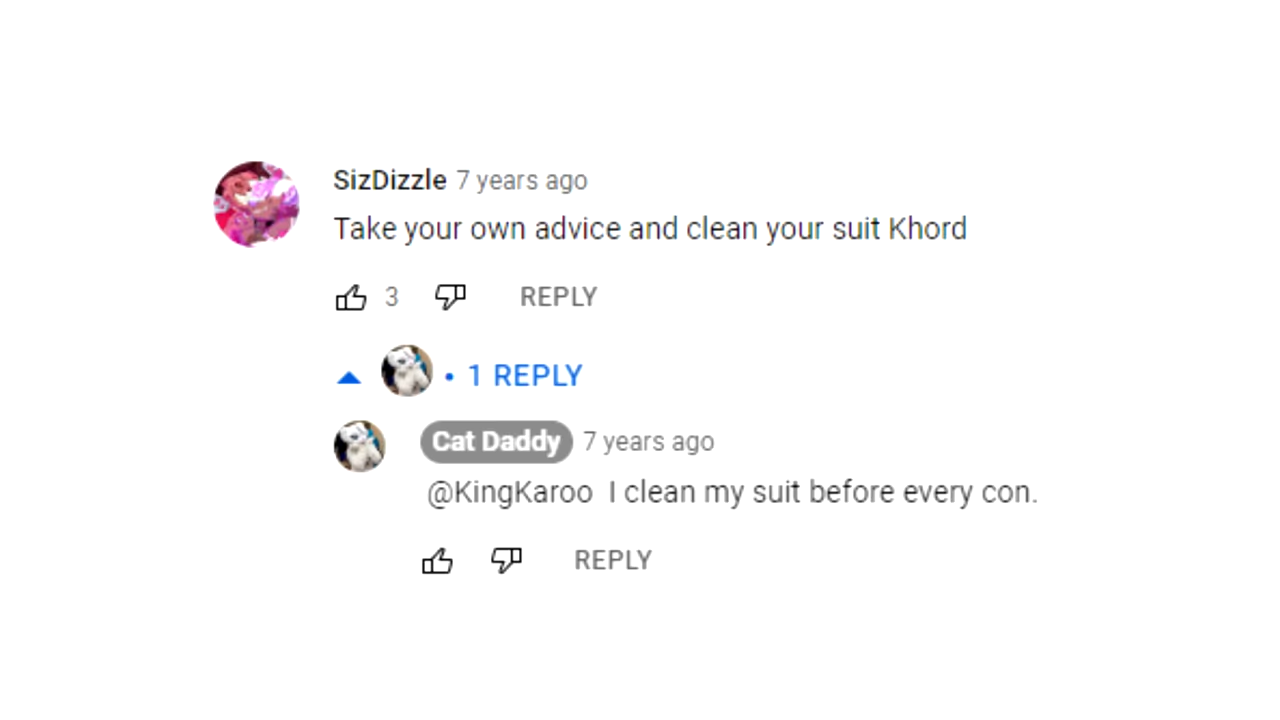 SizDizzle 7 years ago
Take your own advice and clean your suit Khord
3 REPLY
• 1 REPLY
Cat Daddy 7 years ago
@KingKaroo I clean my suit before every con.
REPLY